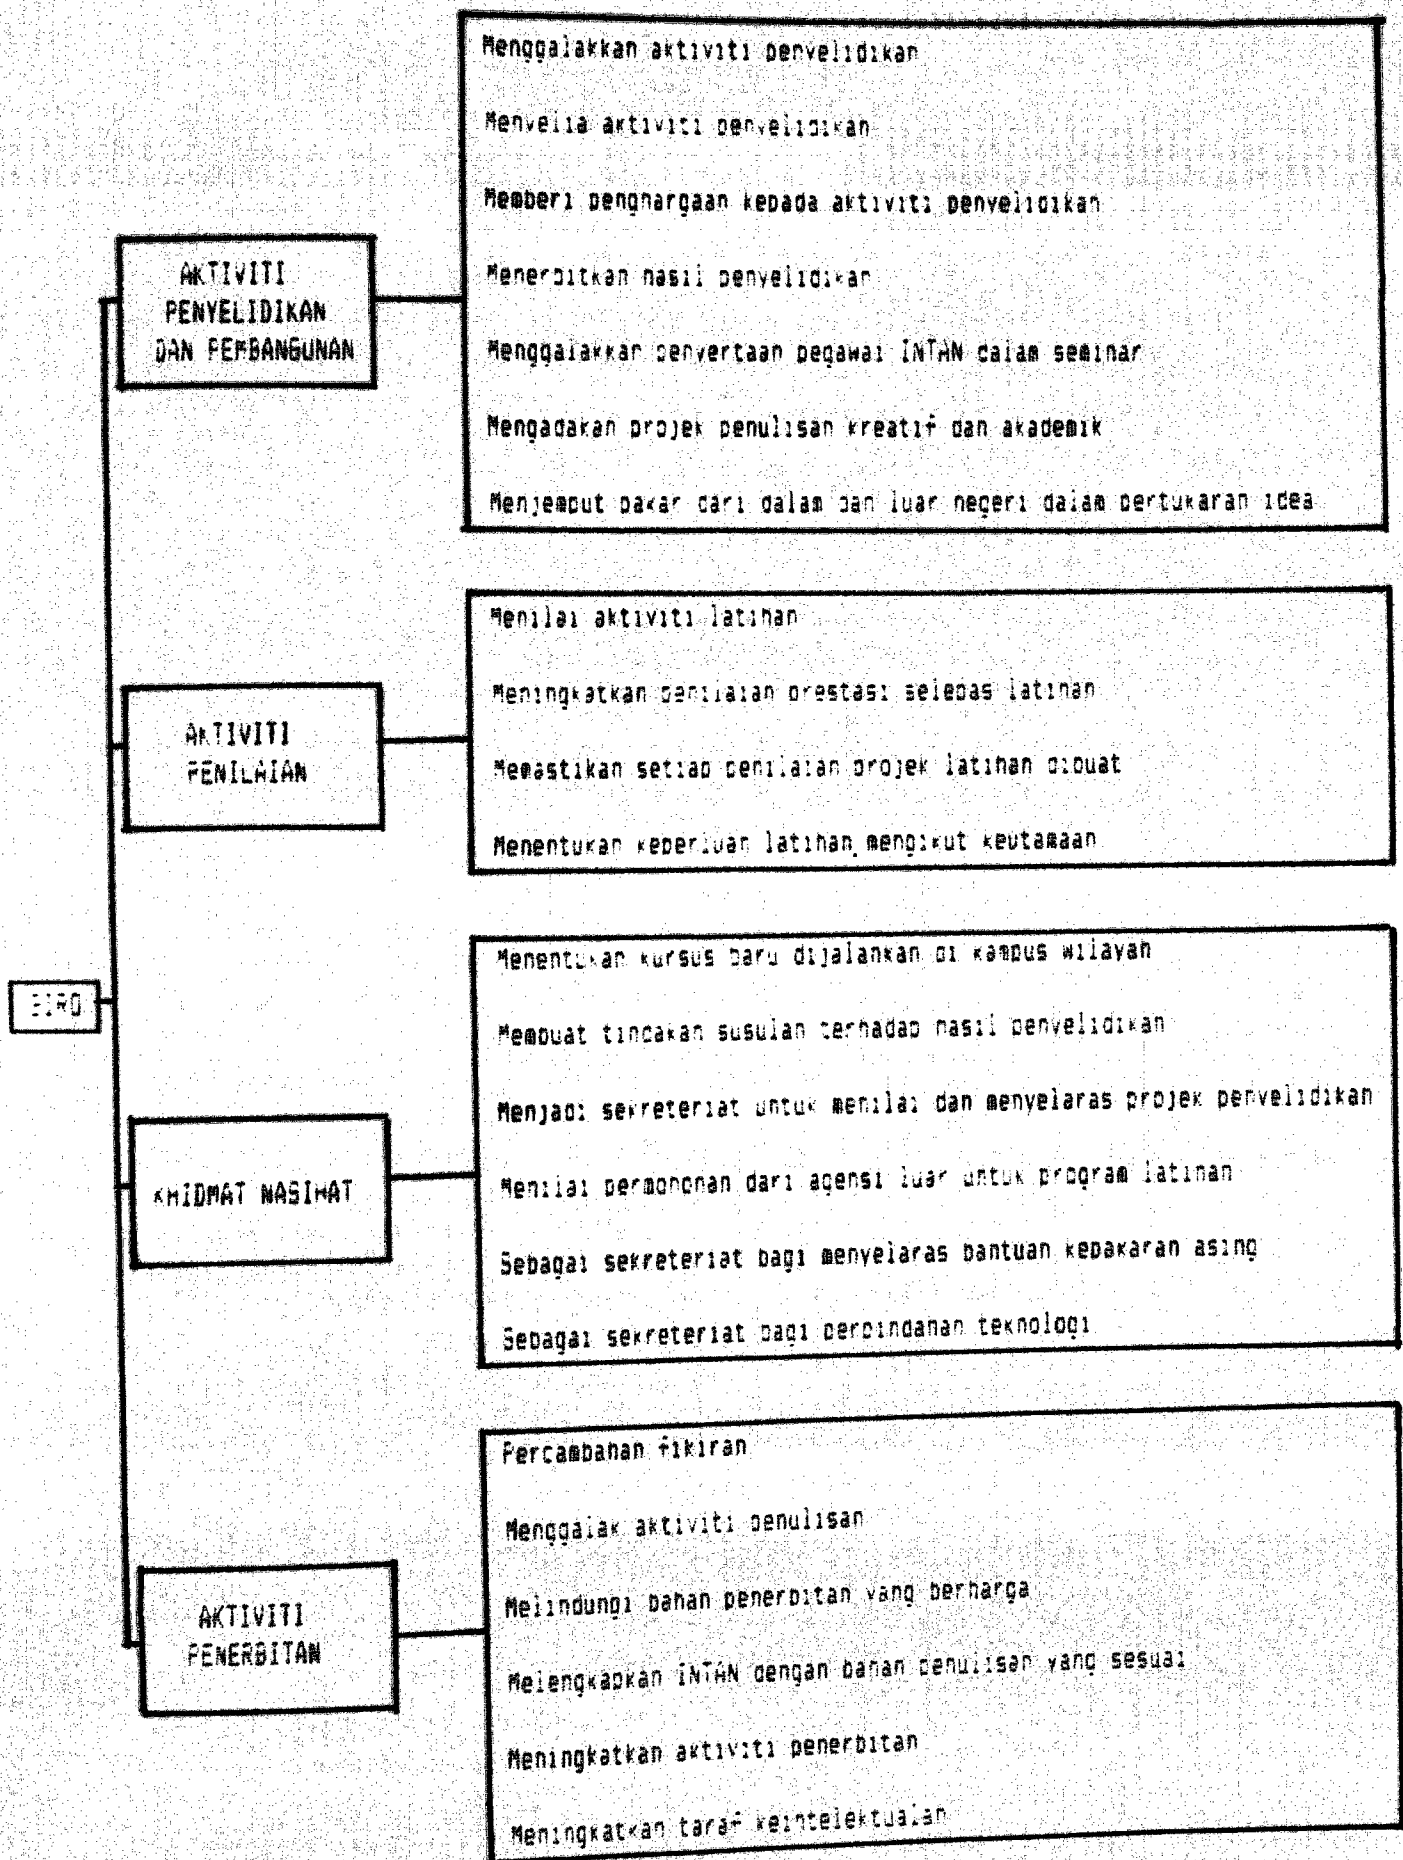 BIRO
AKTIVITI
PENYELIDIKAN
DAN PEMBANGUNAN
Menggalakkan aktiviti penyelidikan
Menyelia aktiviti penyelidikan
Memberi penghargaan kepada aktiviti penyelidikan
Menerbitkan hasil penyelidikan
Menggalakkan penyertaan pegawai INTAN dalam seminar
Mengadakan projek penulisan kreatif dan akademik
Menjemput pakar dari dalam dan luar negeri dalam pertukaran idea
AKTIVITI
PENILAIAN
Menilai aktiviti latihan
Meningkatkan penilaian prestasi selepas latihan
Memastikan setiap penilaian projek latihan dibuat
Menentukan keperluan latihan mengikut keutamaan
KHIDMAT NASIHAT
Menentukan kursus baru dijalankan di kampus wilayah
Membuat tindakan susulan terhadap hasil penyelidikan
Menjadi sekreteriat untuk menilai dan menyelaras projek penyelidikan
Menilai permohonan dari agensi luar untuk program latihan
Sebagai sekreteriat bagi menyelaras bantuan kepakaran asing
Sebagai sekreteriat bagi perpindahan teknologi
AKTIVITI
PENERBITAN
Percambahan fikiran
Menggalak aktiviti penulisan
Melindungi bahan penerbitan yang berharga
Melengkapkan INTAN dengan bahan penulisan yang sesuai
Meningkatkan aktiviti penerbitan
Meningkatkan taraf keintelektualan